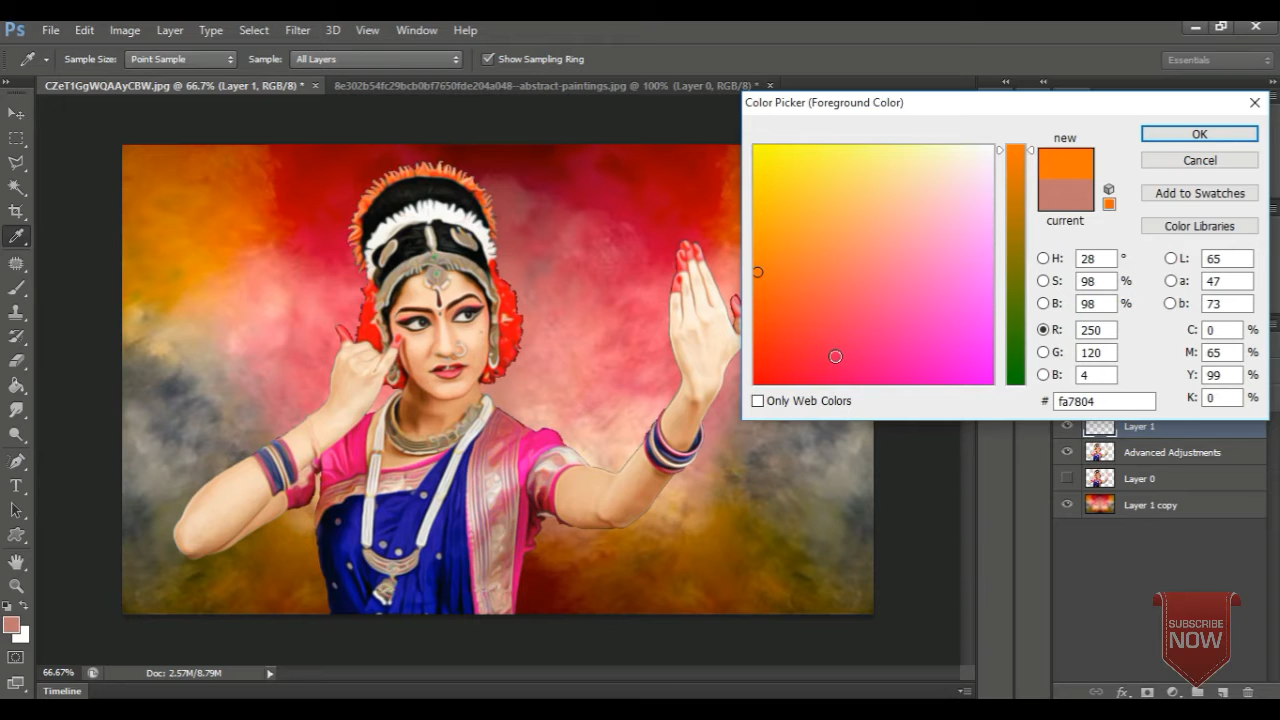 Ps File Edit Image Layer Type Select Filter 3D View Window Help
Sample Size: Point Sample Sample: All Layers Show Sampling Ring Essentials
CZeT1GgWQAAyCBW.jpg @ 66.7% (Layer 1, RGB/8) * × 8e302b54fc29bcb0bf7650fde204a048--abstract-paintings.jpg @ 100% (Layer 0, RGB/8) * ×
Color Picker (Foreground Color)
new
current
OK
Cancel
Add to Swatches
Color Libraries
H: 28 ° L: 65
S: 98 % a: 47
B: 98 % b: 73
R: 250 C: 0 %
G: 120 M: 65 %
B: 4 Y: 99 %
# fa7804 K: 0 %
Only Web Colors
Layer 1
Advanced Adjustments
Layer 0
Layer 1 copy
SUBSCRIBE
NOW
66.67% Doc: 2.57M/8.79M
Timeline